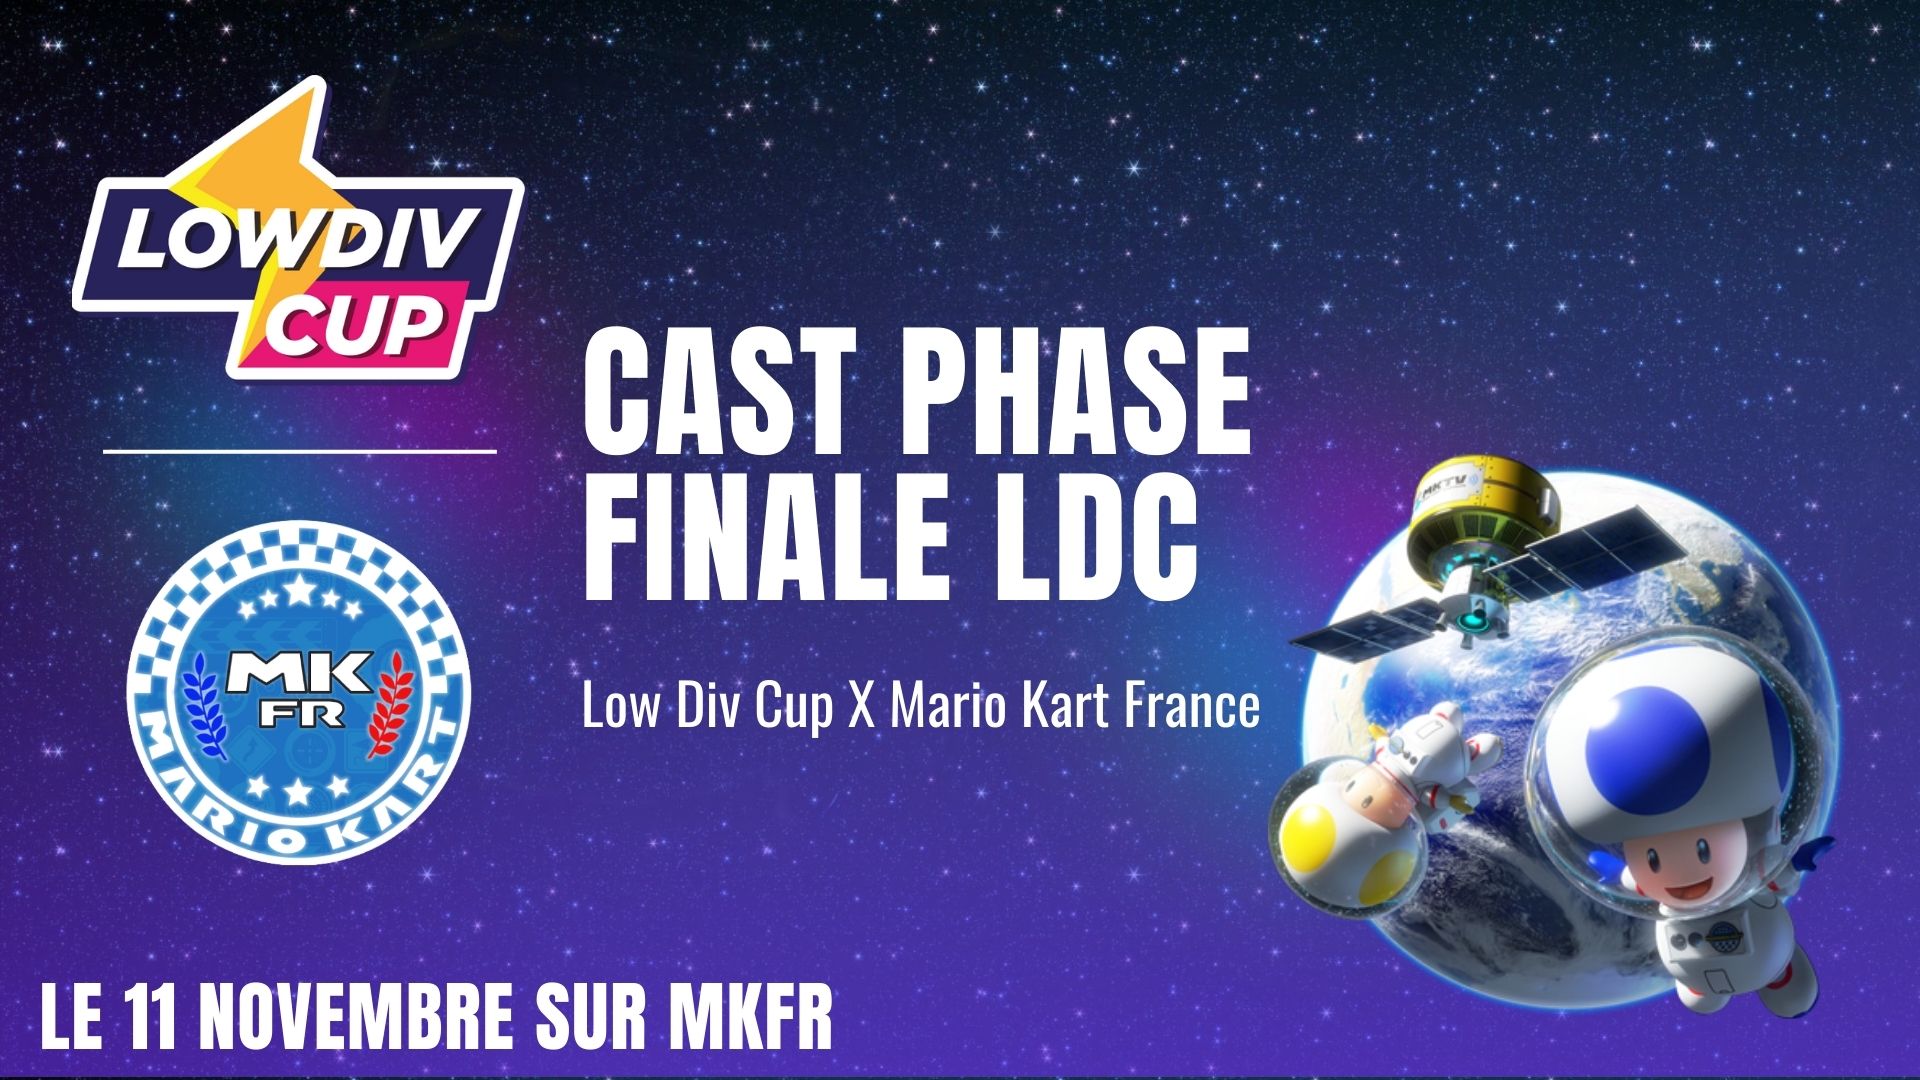 LOWDIV
CUP
CAST PHASE
FINALE LDC
Low Div Cup X Mario Kart France
MKTV
MK
FR
MARIO KART
LE 11 NOVEMBRE SUR MKFR